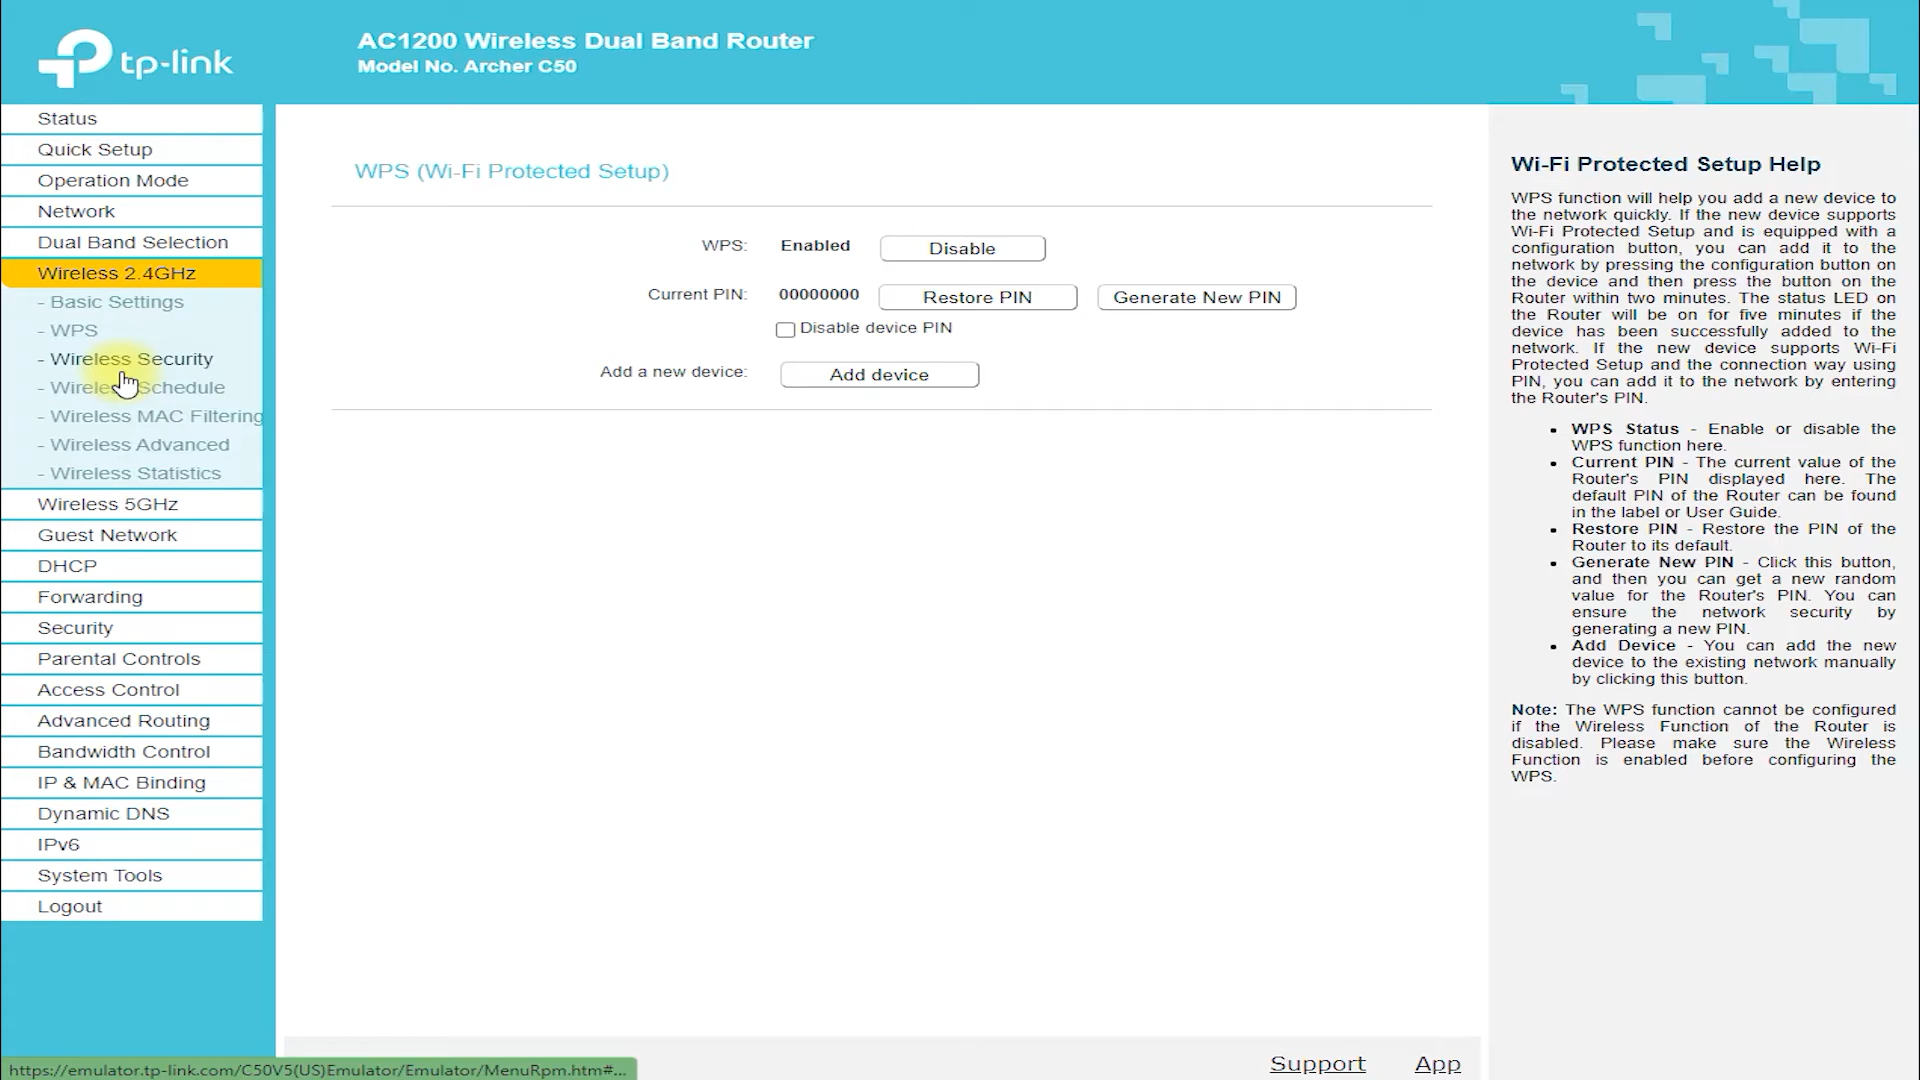 tp-link
AC1200 Wireless Dual Band Router
Model No. Archer C50
Status
Quick Setup
Operation Mode
Network
Dual Band Selection
Wireless 2.4GHz
- Basic Settings
- WPS
- Wireless Security
- Wireless Schedule
- Wireless MAC Filtering
- Wireless Advanced
- Wireless Statistics
Wireless 5GHz
Guest Network
DHCP
Forwarding
Security
Parental Controls
Access Control
Advanced Routing
Bandwidth Control
IP & MAC Binding
Dynamic DNS
IPv6
System Tools
Logout
WPS (Wi-Fi Protected Setup)
WPS: Enabled Disable
Current PIN: 00000000 Restore PIN Generate New PIN
Disable device PIN
Add a new device: Add device
Wi-Fi Protected Setup Help
WPS function will help you add a new device to
the network quickly. If the new device supports
Wi-Fi Protected Setup and is equipped with a
configuration button, you can add it to the
network by pressing the configuration button on
the device and then press the button on the
Router within two minutes. The status LED on
the Router will be on for five minutes if the
device has been successfully added to the
network. If the new device supports Wi-Fi
Protected Setup and the connection way using
PIN, you can add it to the network by entering
the Router's PIN.
• WPS Status - Enable or disable the
WPS function here.
• Current PIN - The current value of the
Router's PIN displayed here. The
default PIN of the Router can be found
in the label or User Guide.
• Restore PIN - Restore the PIN of the
Router to its default.
• Generate New PIN - Click this button,
and then you can get a new random
value for the Router's PIN. You can
ensure the network security by
generating a new PIN.
• Add Device - You can add the new
device to the existing network manually
by clicking this button.
Note: The WPS function cannot be configured
if the Wireless Function of the Router is
disabled. Please make sure the Wireless
Function is enabled before configuring the
WPS.
Support App
https://emulator.tp-link.com/C50V5(US)Emulator/Emulator/MenuRpm.htm#...